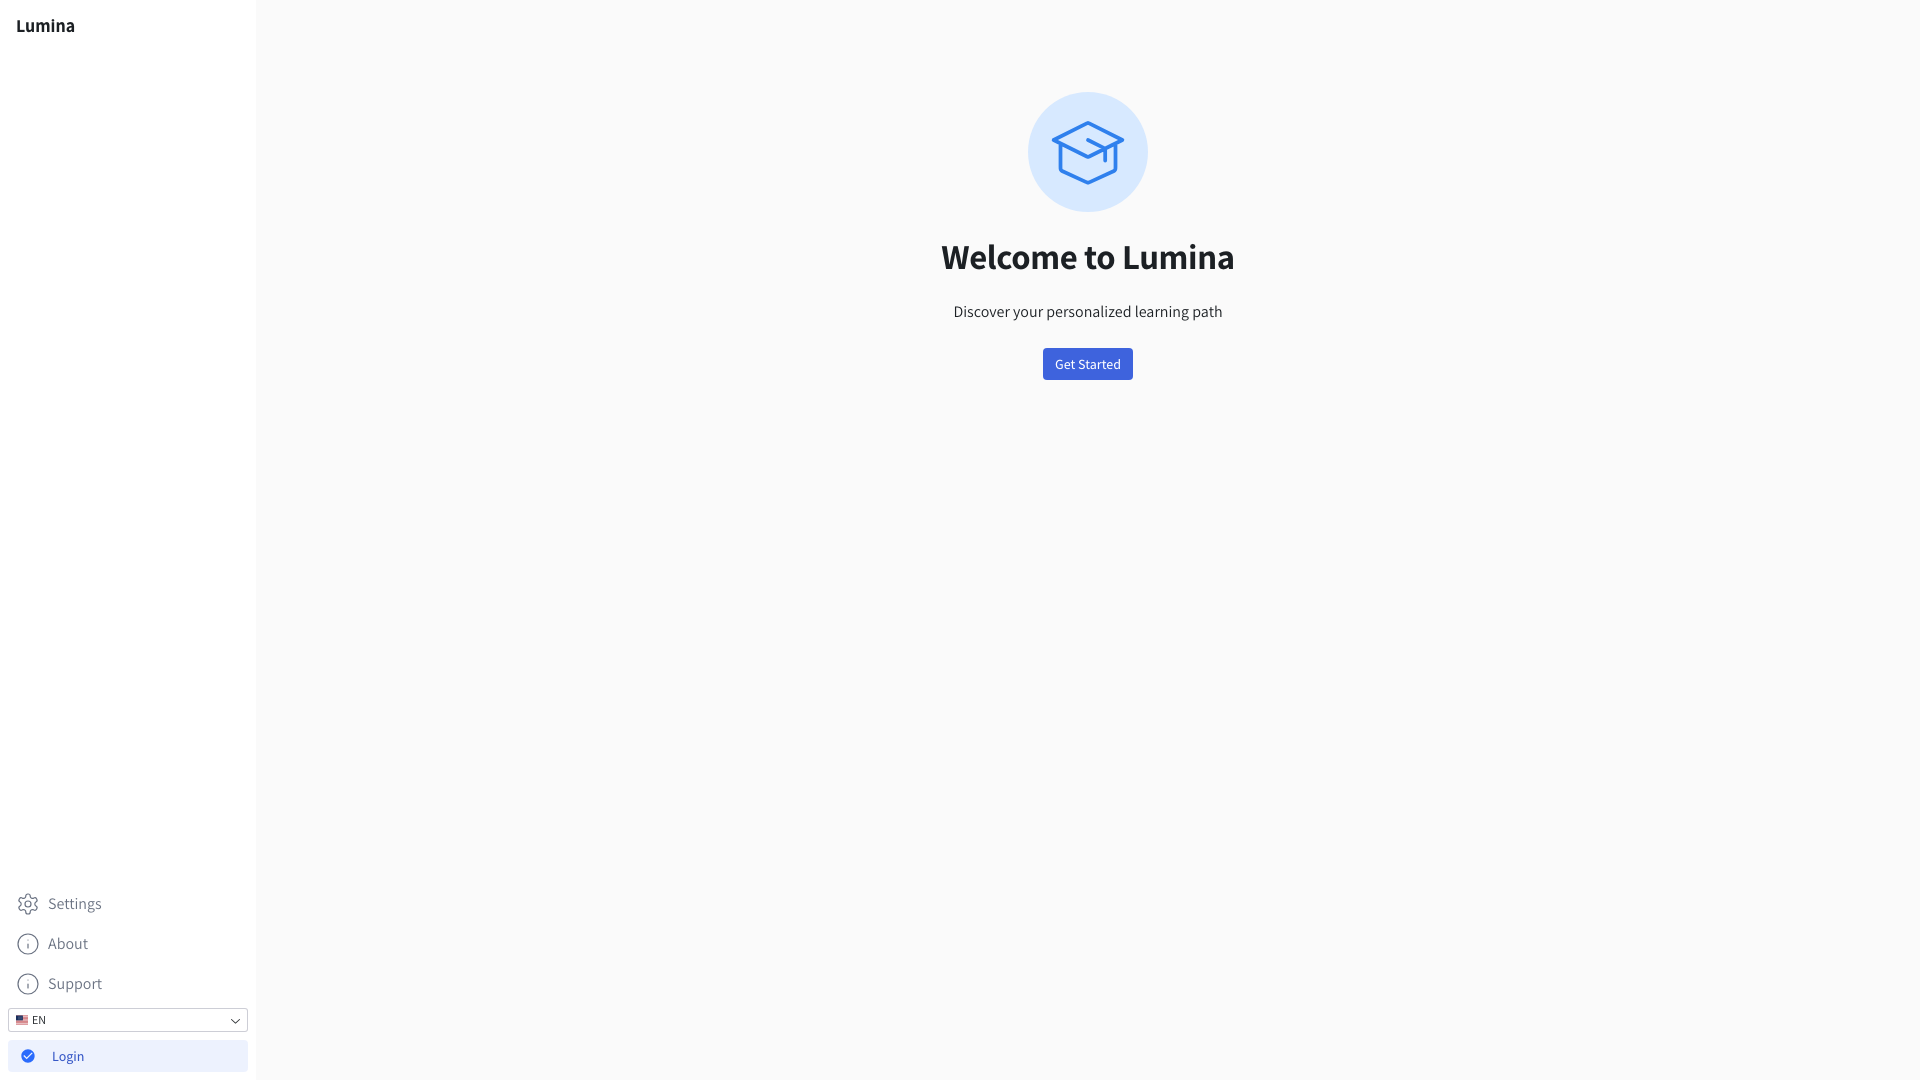 Lumina
Welcome to Lumina
Discover your personalized learning path
Get Started
Settings
About
Support
EN
Login